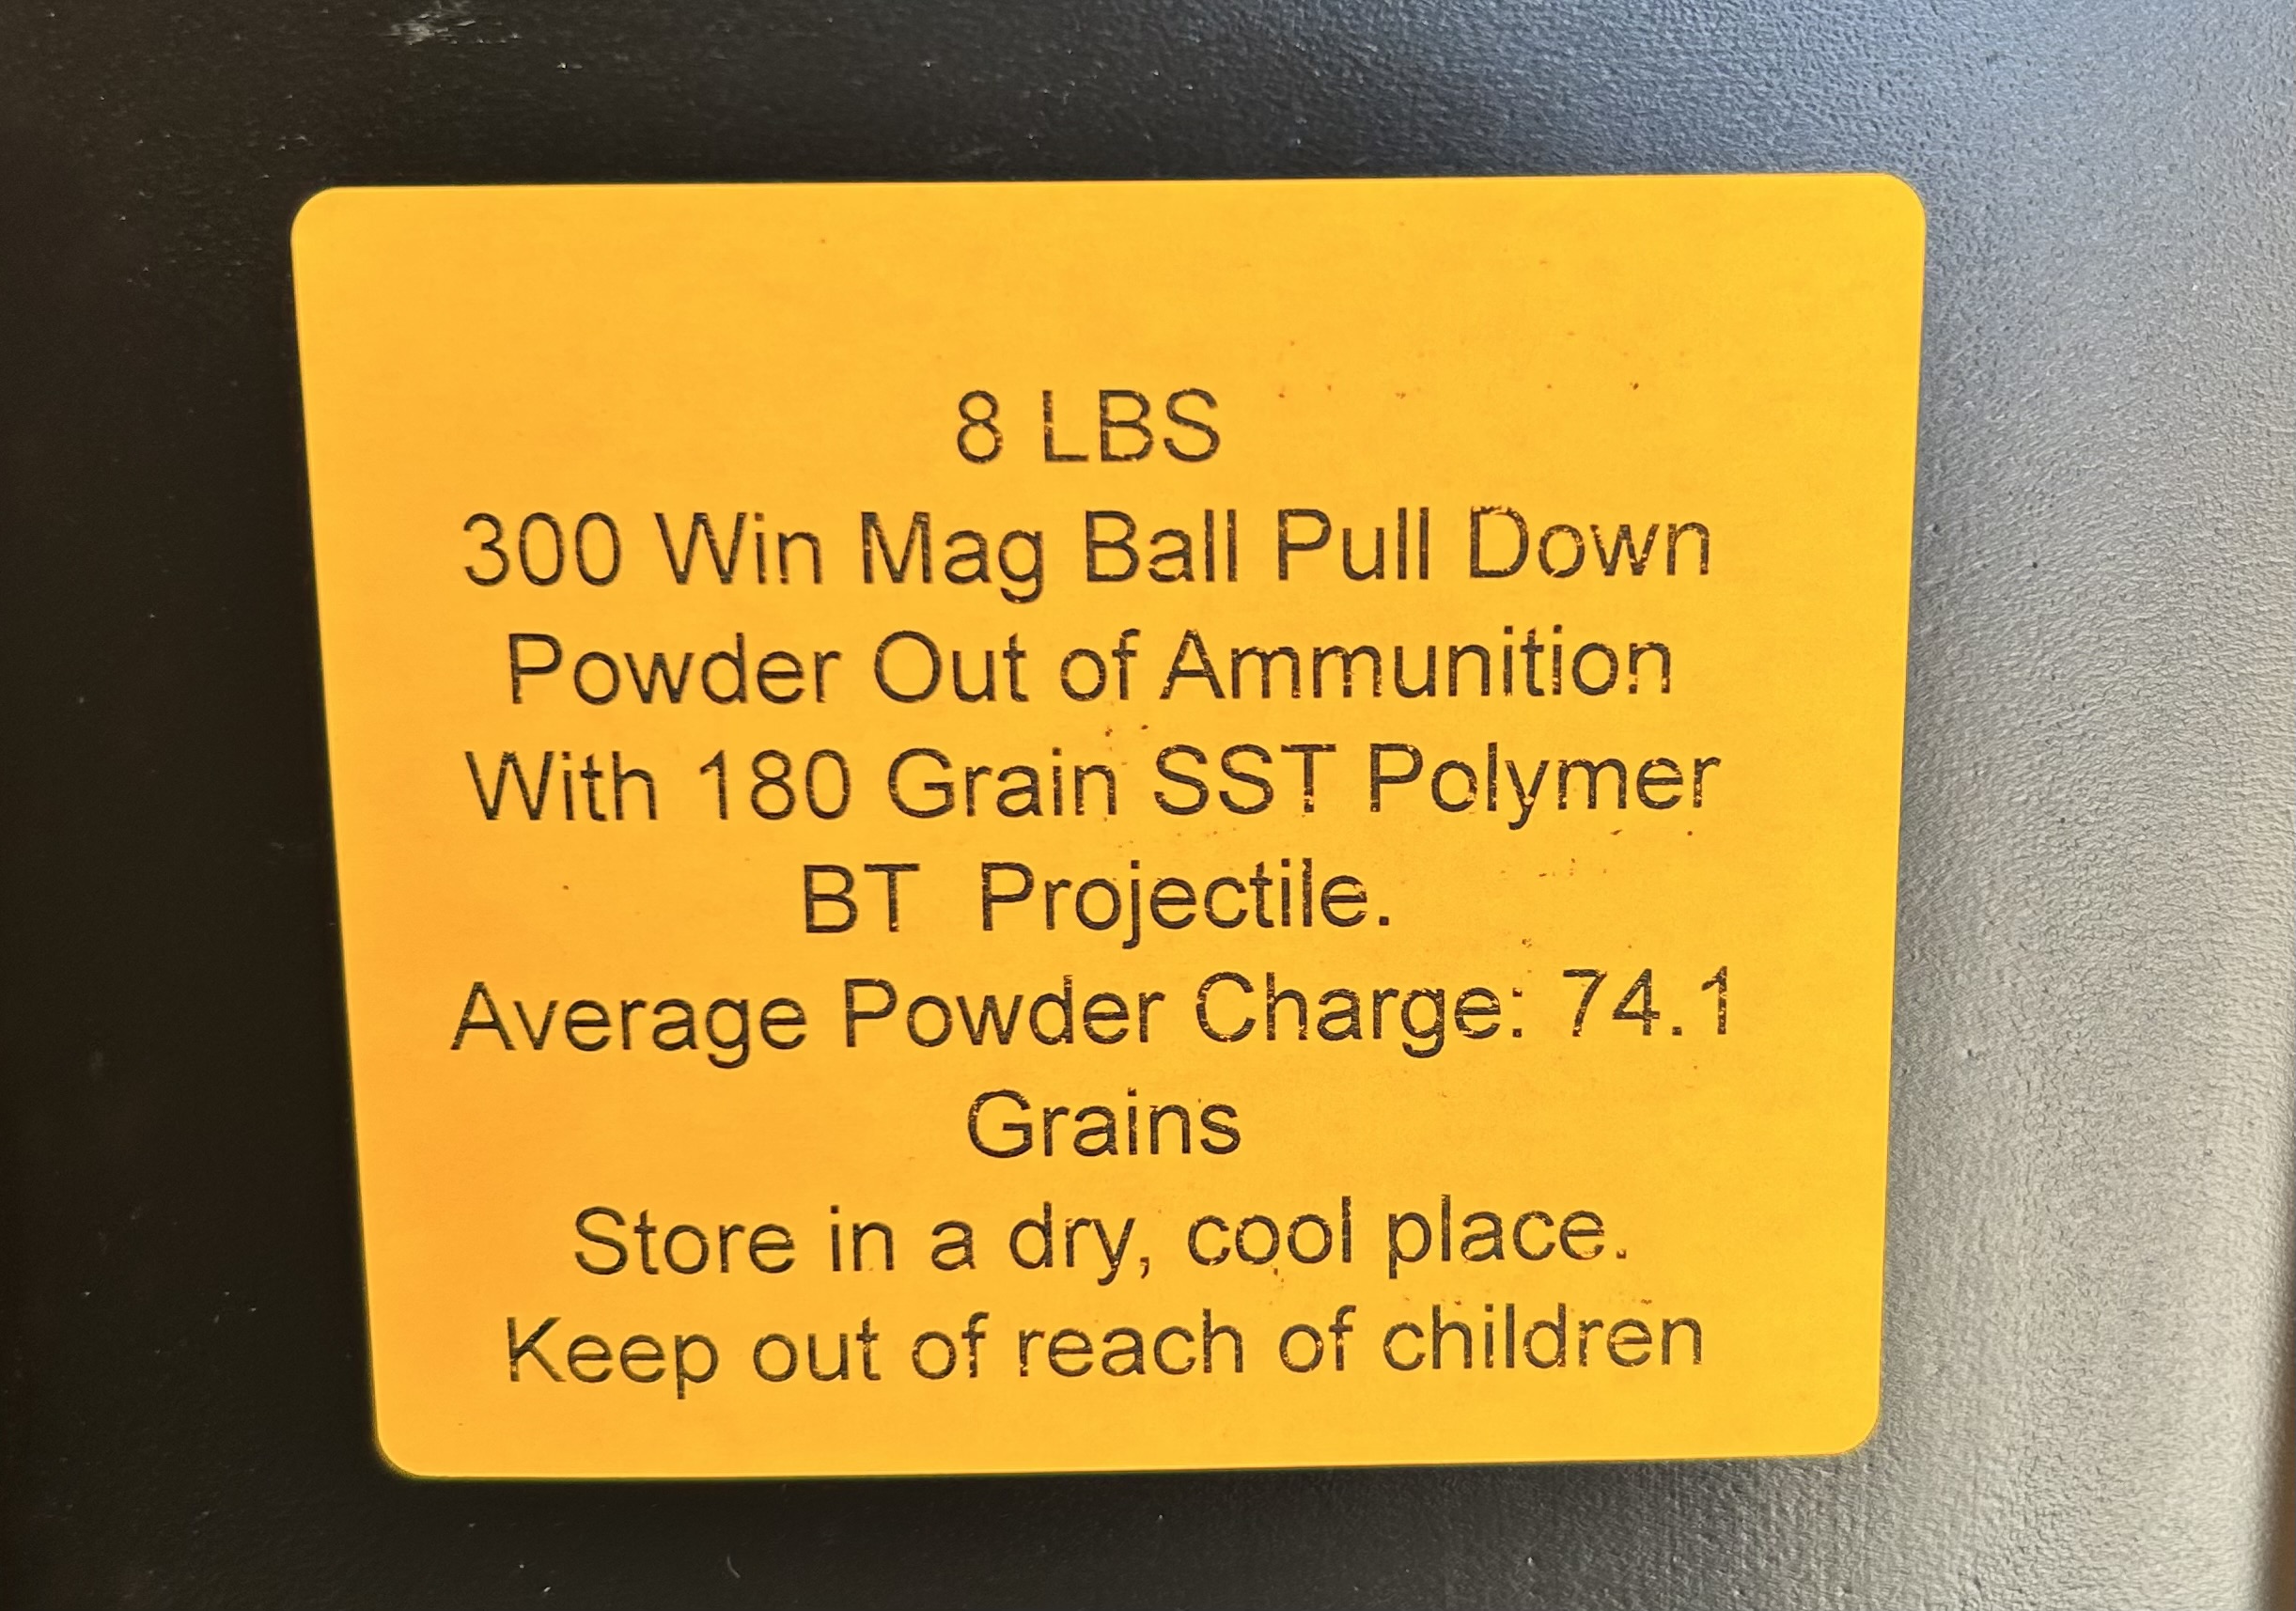 8 LBS
300 Win Mag Ball Pull Down
Powder Out of Ammunition
With 180 Grain SST Polymer
BT  Projectile.
Average Powder Charge: 74.1
Grains
Store in a dry, cool place.
Keep out of reach of children